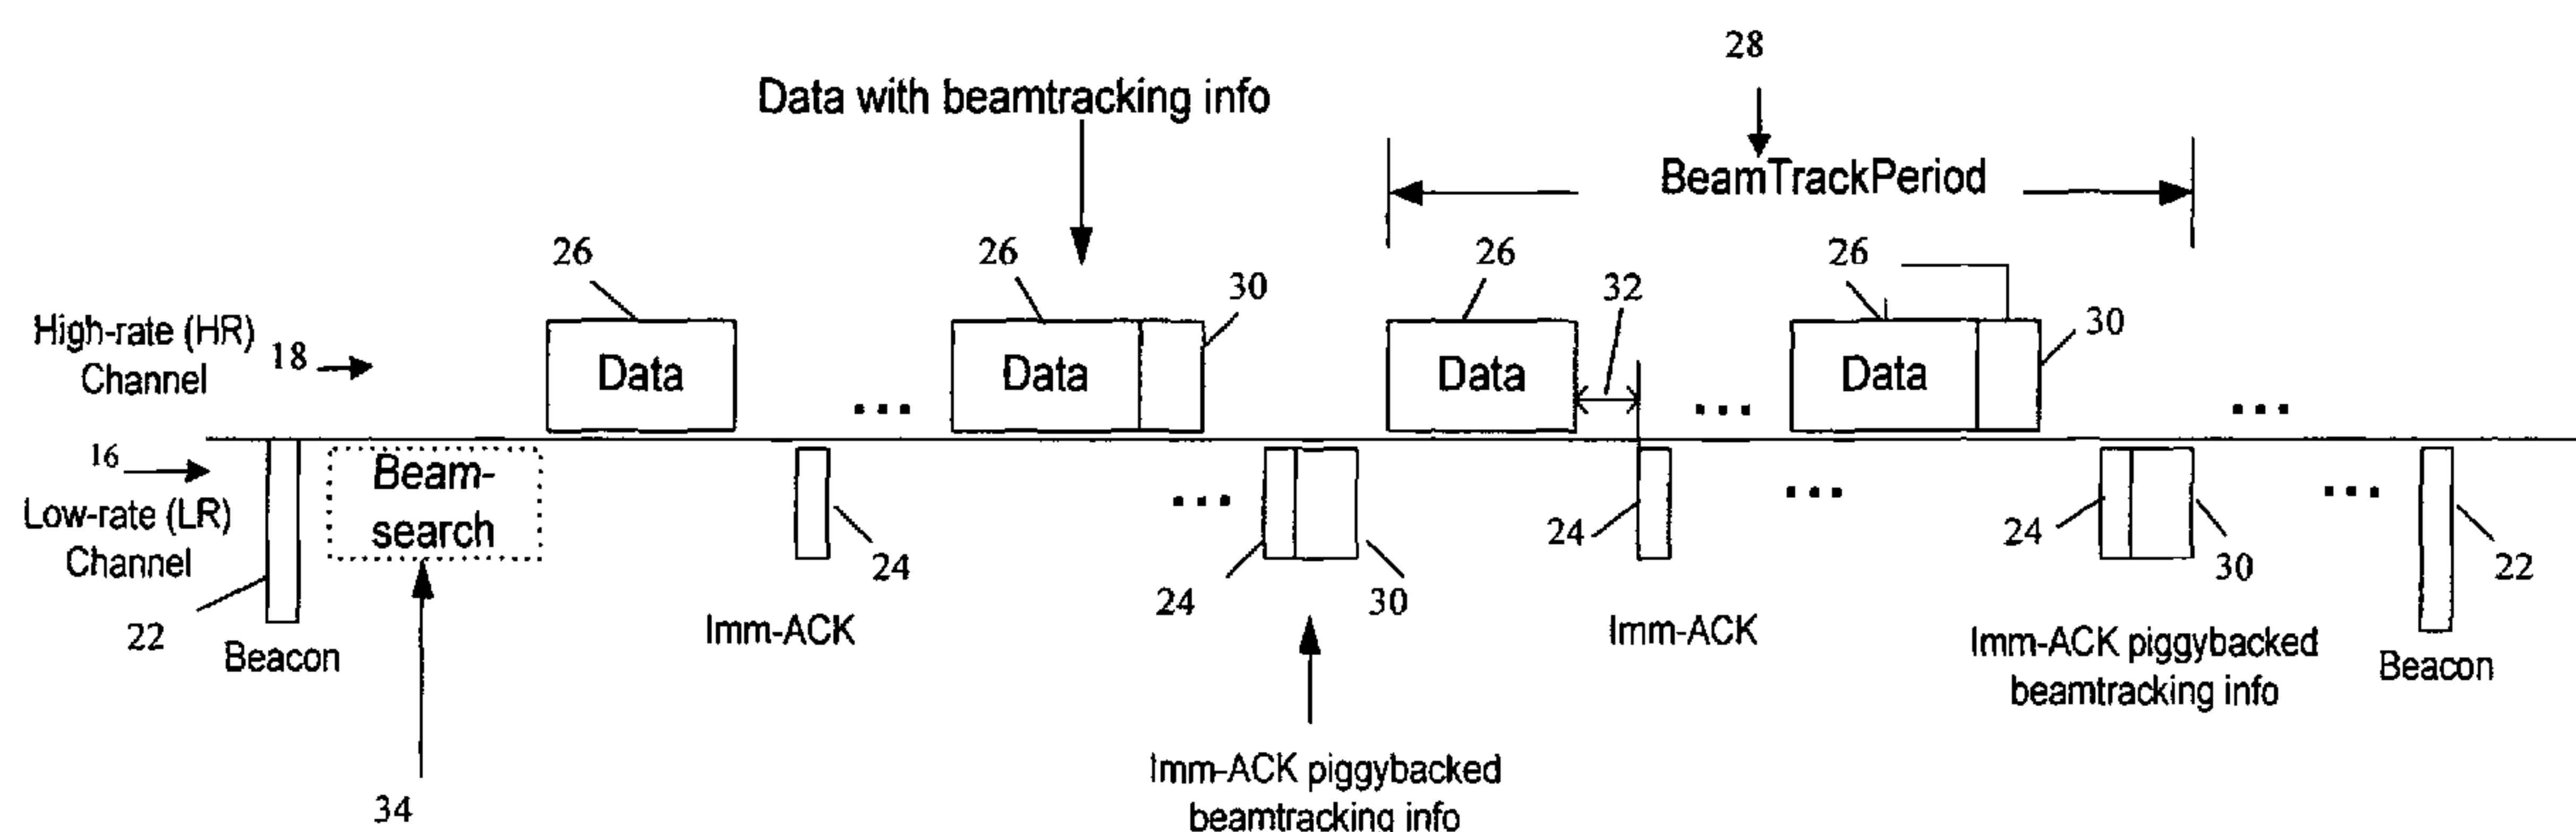 28
Data with beamtracking info
BeamTrackPeriod
26
26
30
26
32
26
30
High-rate (HR)
Channel
18
Data
Data
Data
Data
...
...
...
16
Low-rate (LR)
Channel
Beam-
search
...
...
...
22
Beacon
34
24
Imm-ACK
24
30
Imm-ACK piggybacked
beamtracking info
24
Imm-ACK
24
30
Imm-ACK piggybacked
beamtracking info
22
Beacon